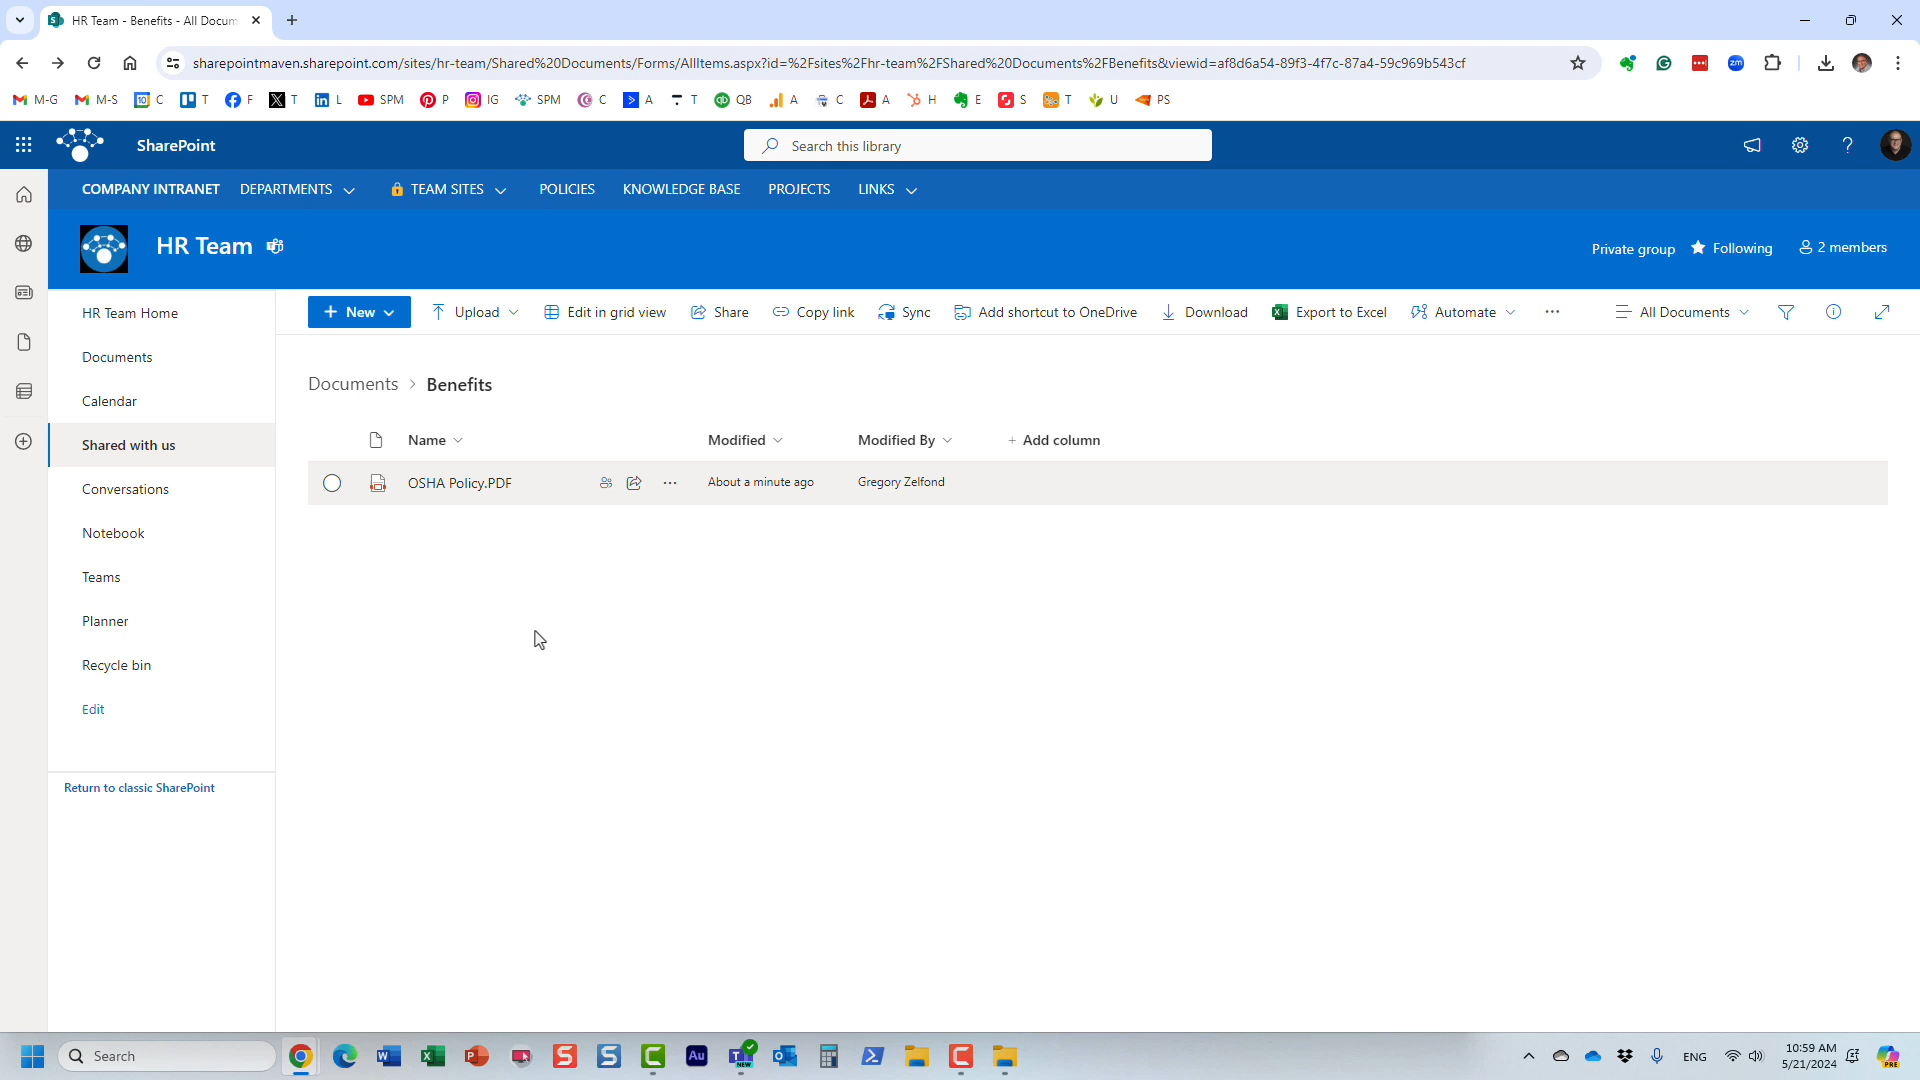 HR Team - Benefits - All Docum
sharepointmaven.sharepoint.com/sites/hr-team/Shared%20Documents/Forms/AllItems.aspx?id=%2Fsites%2Fhr-team%2FShared%20Documents%2FBenefits&viewid=af8d6a54-89f3-4f7c-87a4-59c969b543cf
M-G M-S C T F T L SPM P IG SPM C A T QB A C A H E S T U PS
SharePoint
Search this library
COMPANY INTRANET DEPARTMENTS TEAM SITES POLICIES KNOWLEDGE BASE PROJECTS LINKS
HR Team
Private group Following 2 members
HR Team Home
Documents
Calendar
Shared with us
Conversations
Notebook
Teams
Planner
Recycle bin
Edit
Return to classic SharePoint
New Upload Edit in grid view Share Copy link Sync Add shortcut to OneDrive Download Export to Excel Automate All Documents
Documents > Benefits
Name Modified Modified By + Add column
OSHA Policy.PDF About a minute ago Gregory Zelfond
Search
ENG
10:59 AM
5/21/2024